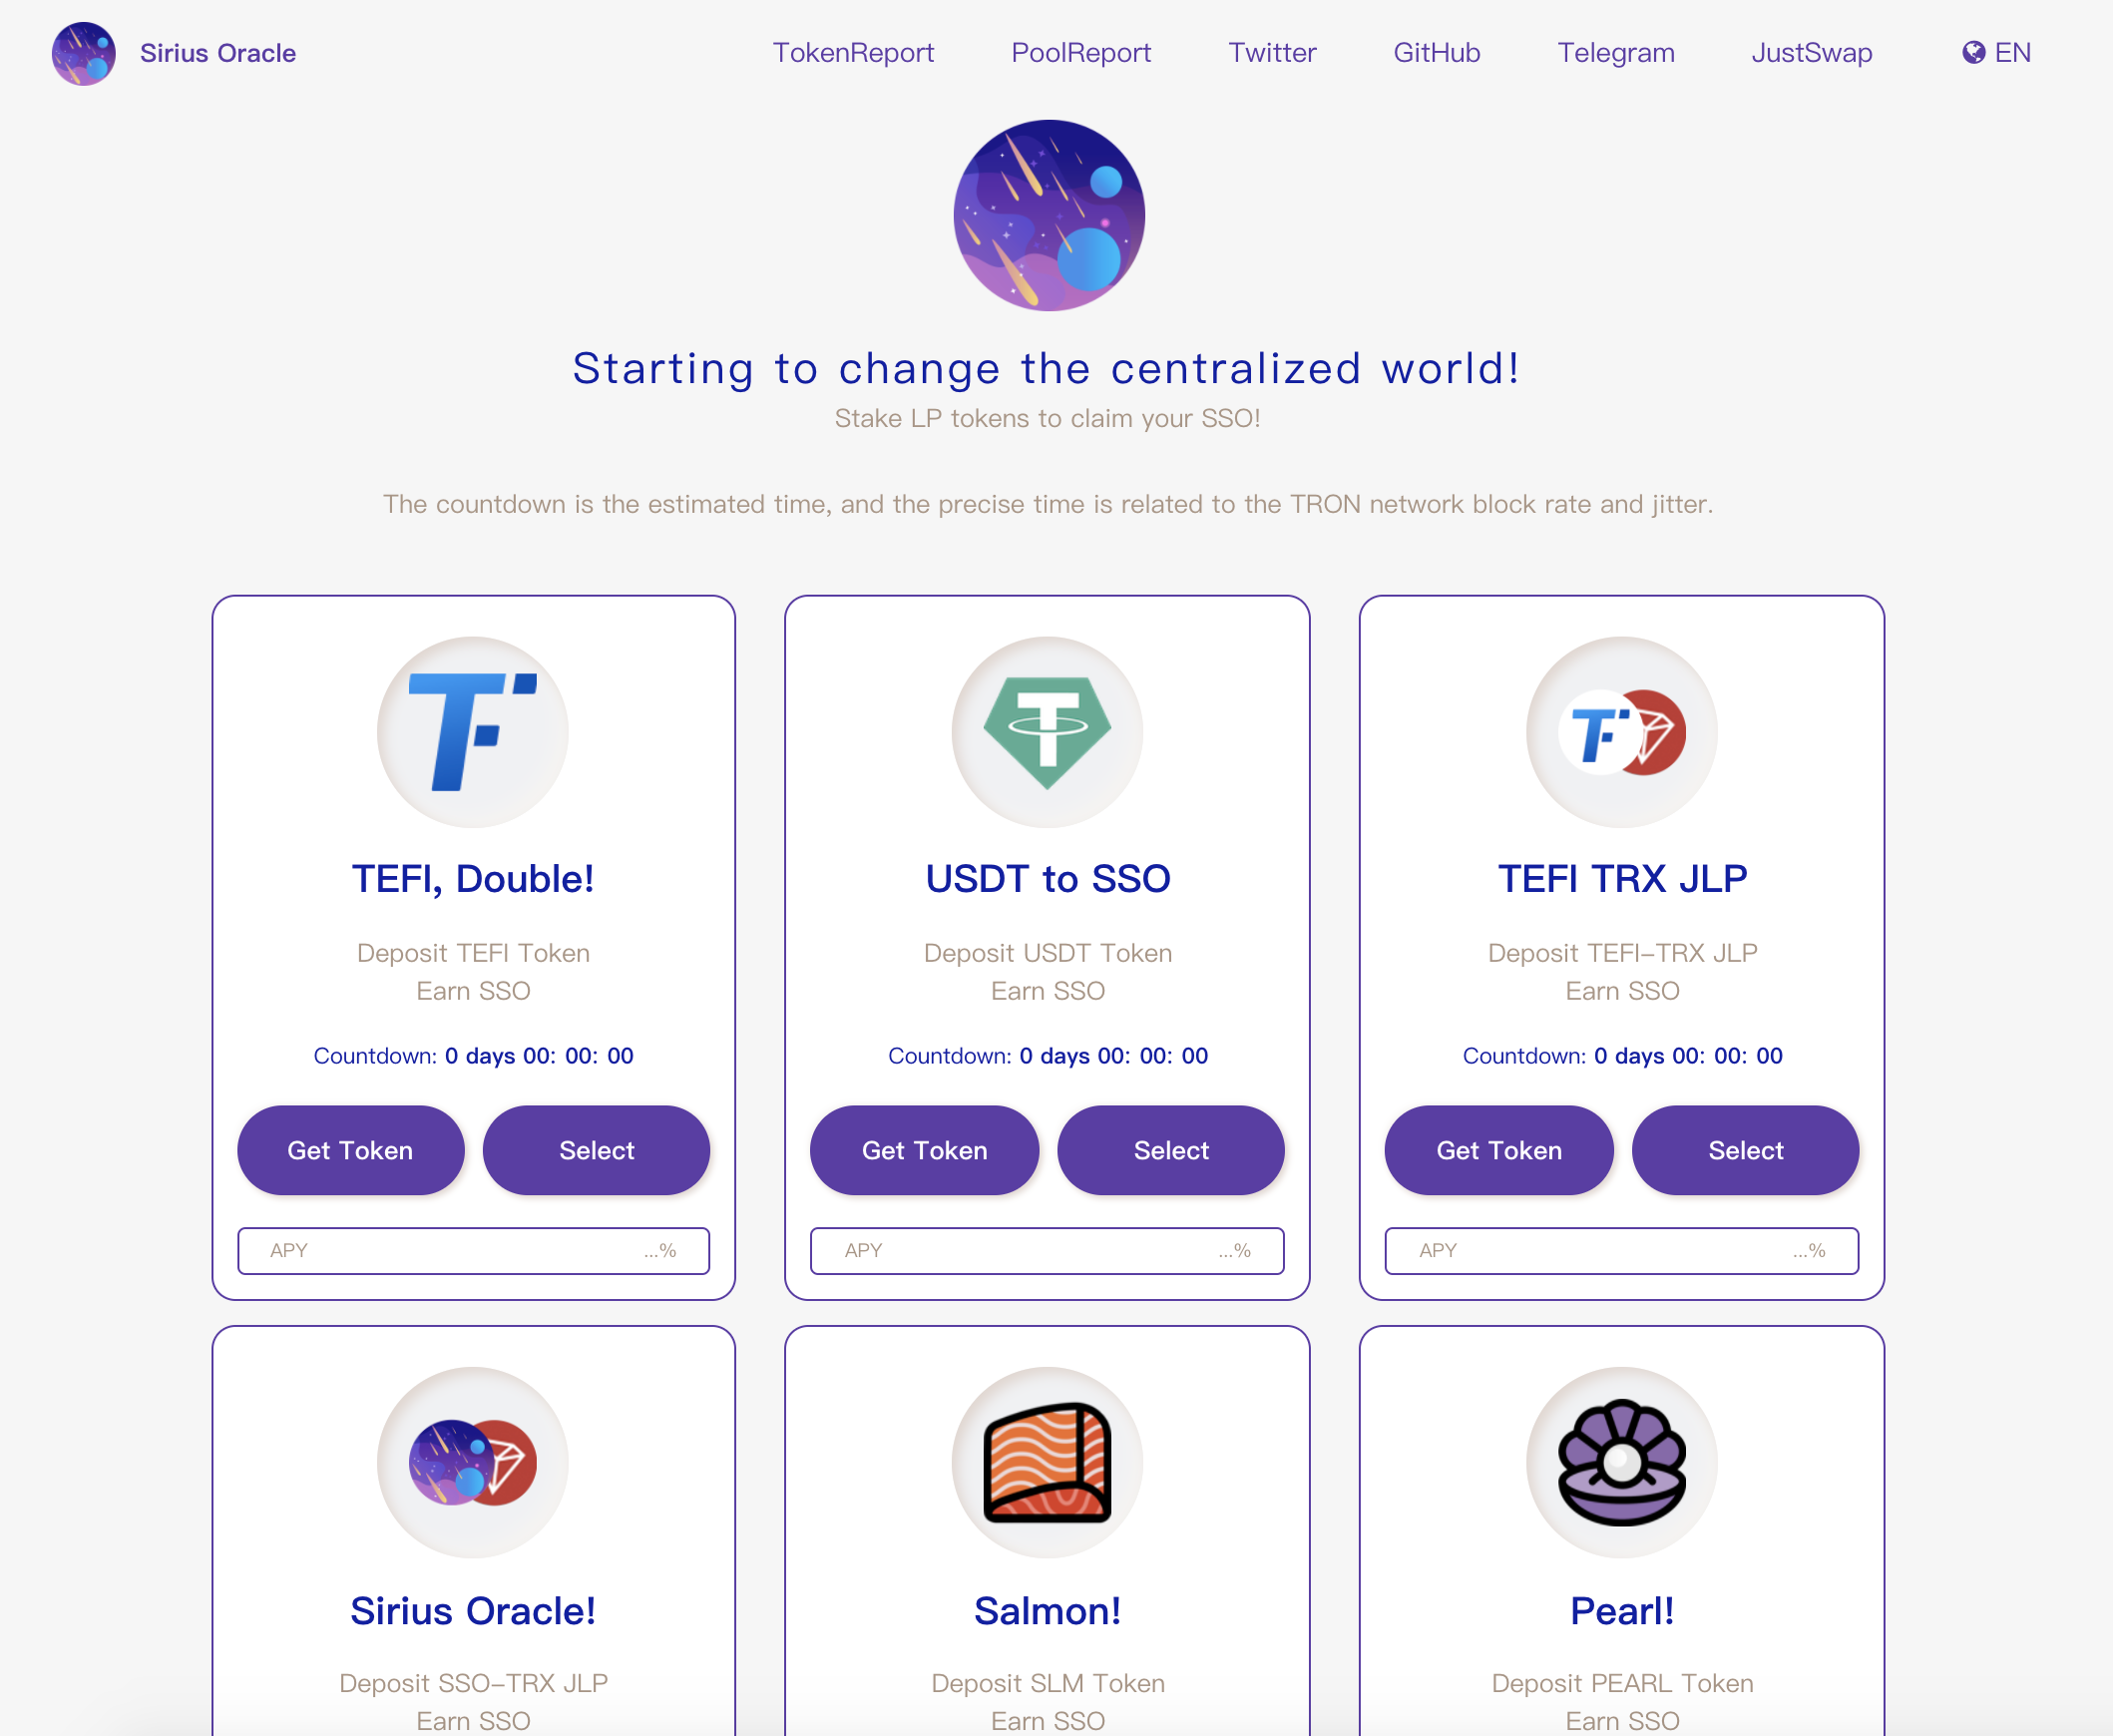 Sirius Oracle
TokenReport
PoolReport
Twitter
GitHub
Telegram
JustSwap
EN
Starting to change the centralized world!
Stake LP tokens to claim your SSO!
The countdown is the estimated time, and the precise time is related to the TRON network block rate and jitter.
TEFI, Double!
Deposit TEFI Token
Earn SSO
Countdown: 0 days 00: 00: 00
Get Token
Select
APY
...%
USDT to SSO
Deposit USDT Token
Earn SSO
Countdown: 0 days 00: 00: 00
Get Token
Select
APY
...%
TEFI TRX JLP
Deposit TEFI-TRX JLP
Earn SSO
Countdown: 0 days 00: 00: 00
Get Token
Select
APY
...%
Sirius Oracle!
Deposit SSO-TRX JLP
Earn SSO
Salmon!
Deposit SLM Token
Earn SSO
Pearl!
Deposit PEARL Token
Earn SSO